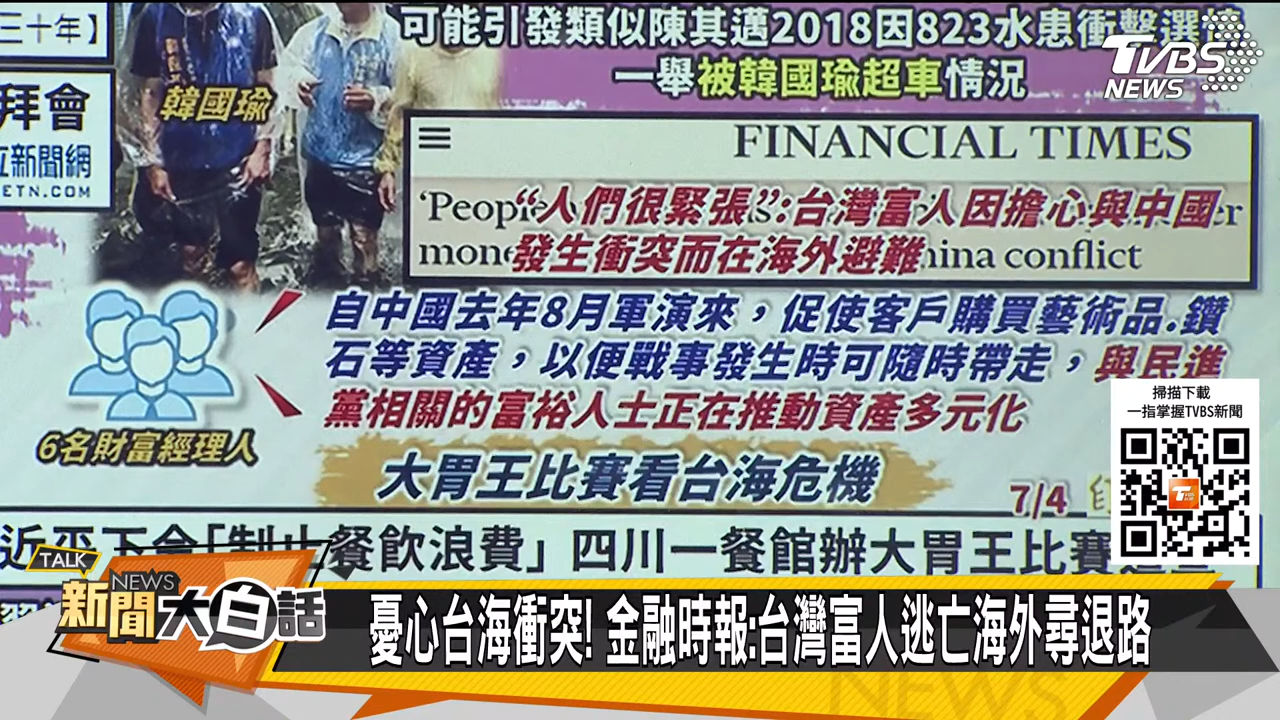 三十年】
可能引發類似陳其邁2018因823水患衝擊選情
一舉被韓國瑜超車情況
TVBS
NEWS
拜會
立新聞網
ETN.COM
韓國瑜
FINANCIAL TIMES
‘Peop
“人們很緊張”:台灣富人因擔心與中國
mon
發生衝突而在海外避難
hina conflict
自中國去年8月軍演來，促使客戶購買藝術品.鑽
石等資產，以便戰事發生時可隨時帶走，與民進
黨相關的富裕人士正在推動資產多元化
6名財富經理人
大胃王比賽看台海危機
7/4
掃描下載
一指掌握TVBS新聞
近平下令「制止餐飲浪費」四川一餐館辦大胃王比賽
TALK
NEWS
新聞大白話
憂心台海衝突! 金融時報:台灣富人逃亡海外尋退路
NEWS